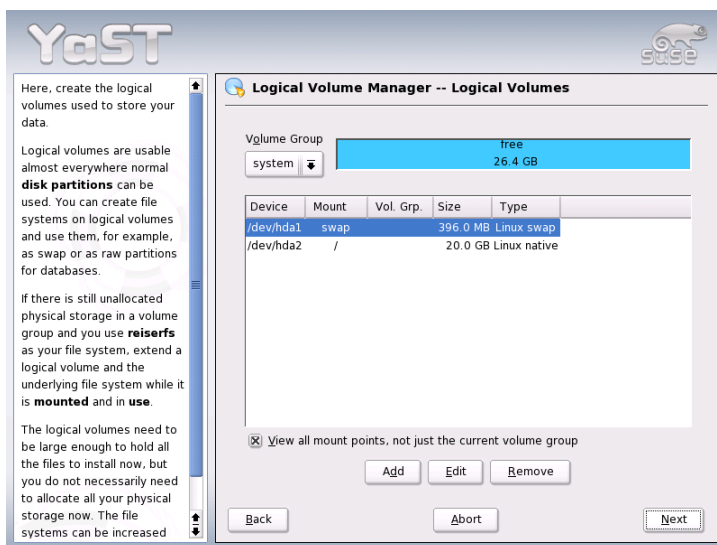 YaST
SUSE
Here, create the logical
volumes used to store your
data.
Logical volumes are usable
almost everywhere normal
disk partitions can be
used. You can create file
systems on logical volumes
and use them, for example,
as swap or as raw partitions
for databases.
If there is still unallocated
physical storage in a volume
group and you use reiserfs
as your file system, extend a
logical volume and the
underlying file system while it
is mounted and in use.
The logical volumes need to
be large enough to hold all
the files to install now, but
you do not necessarily need
to allocate all your physical
storage now. The file
systems can be increased
Logical Volume Manager -- Logical Volumes
Volume Group
system
free
26.4 GB
Device Mount Vol. Grp. Size Type
/dev/hda1 swap 396.0 MB Linux swap
/dev/hda2 / 20.0 GB Linux native
View all mount points, not just the current volume group
Add Edit Remove
Back Abort Next